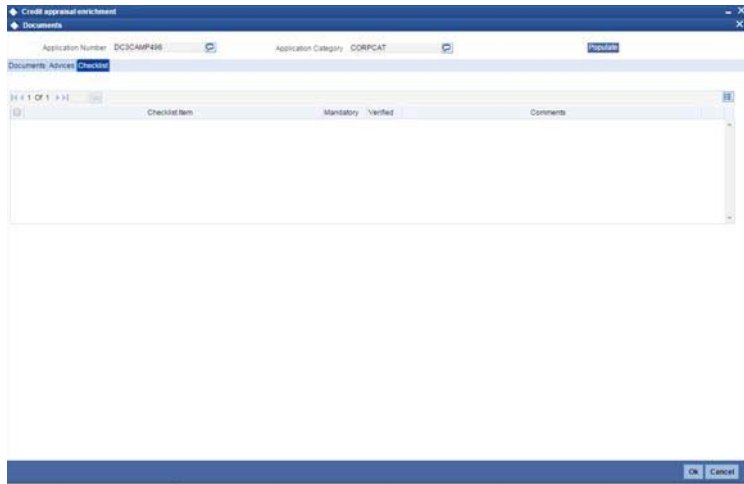 Credit appraisal enrichment
Documents
Application Number DC3CAMP496 Application Category CORPCAT Populate
Documents Advices Checklist
1 Of 1
Checklist Item Mandatory Verified Comments
Ok Cancel